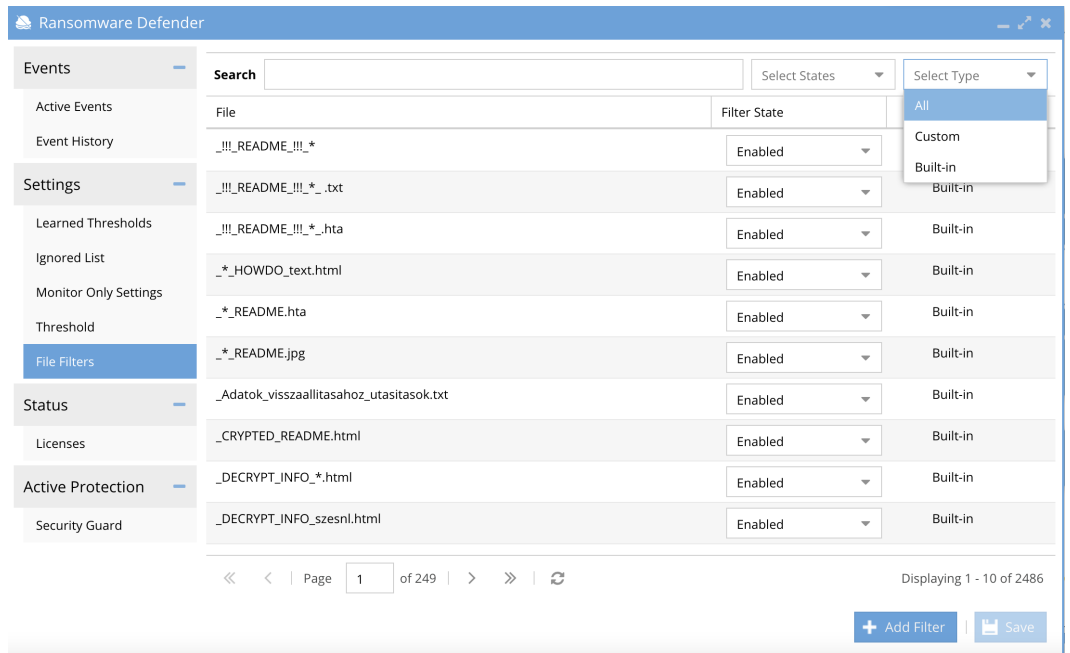 Ransomware Defender
Events
Active Events
Event History
Settings
Learned Thresholds
Ignored List
Monitor Only Settings
Threshold
File Filters
Status
Licenses
Active Protection
Security Guard
Search Select States Select Type
All
Custom
Built-in
File Filter State
_!!!_README_!!!_* Enabled
_!!!_README_!!!_*_ .txt Enabled Built-in
_!!!_README_!!!_*_.hta Enabled Built-in
_*_HOWDO_text.html Enabled Built-in
_*_README.hta Enabled Built-in
_*_README.jpg Enabled Built-in
_Adatok_visszaallitasahoz_utasitasok.txt Enabled Built-in
_CRYPTED_README.html Enabled Built-in
_DECRYPT_INFO_*.html Enabled Built-in
_DECRYPT_INFO_szesnl.html Enabled Built-in
Page 1 of 249 Displaying 1 - 10 of 2486
Add Filter Save